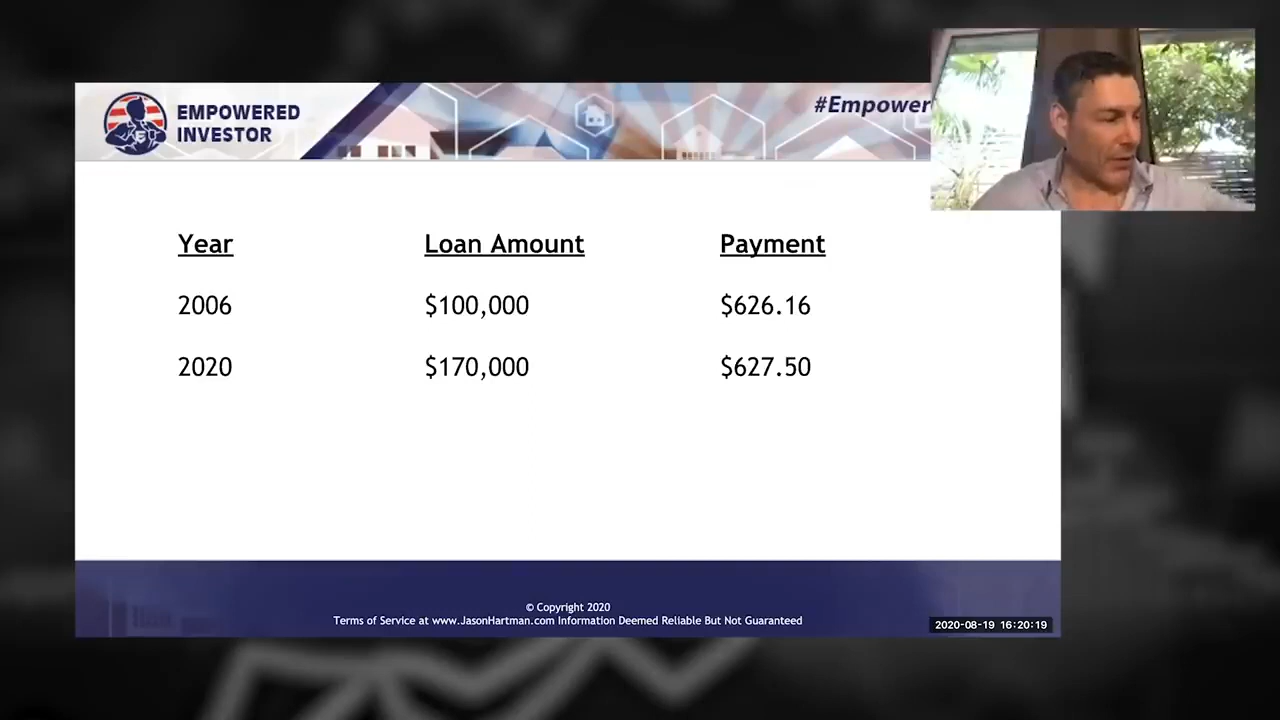 EMPOWERED
INVESTOR
#Empower
Year Loan Amount Payment
2006 $100,000 $626.16
2020 $170,000 $627.50
© Copyright 2020
Terms of Service at www.JasonHartman.com Information Deemed Reliable But Not Guaranteed
2020-08-19 16:20:19